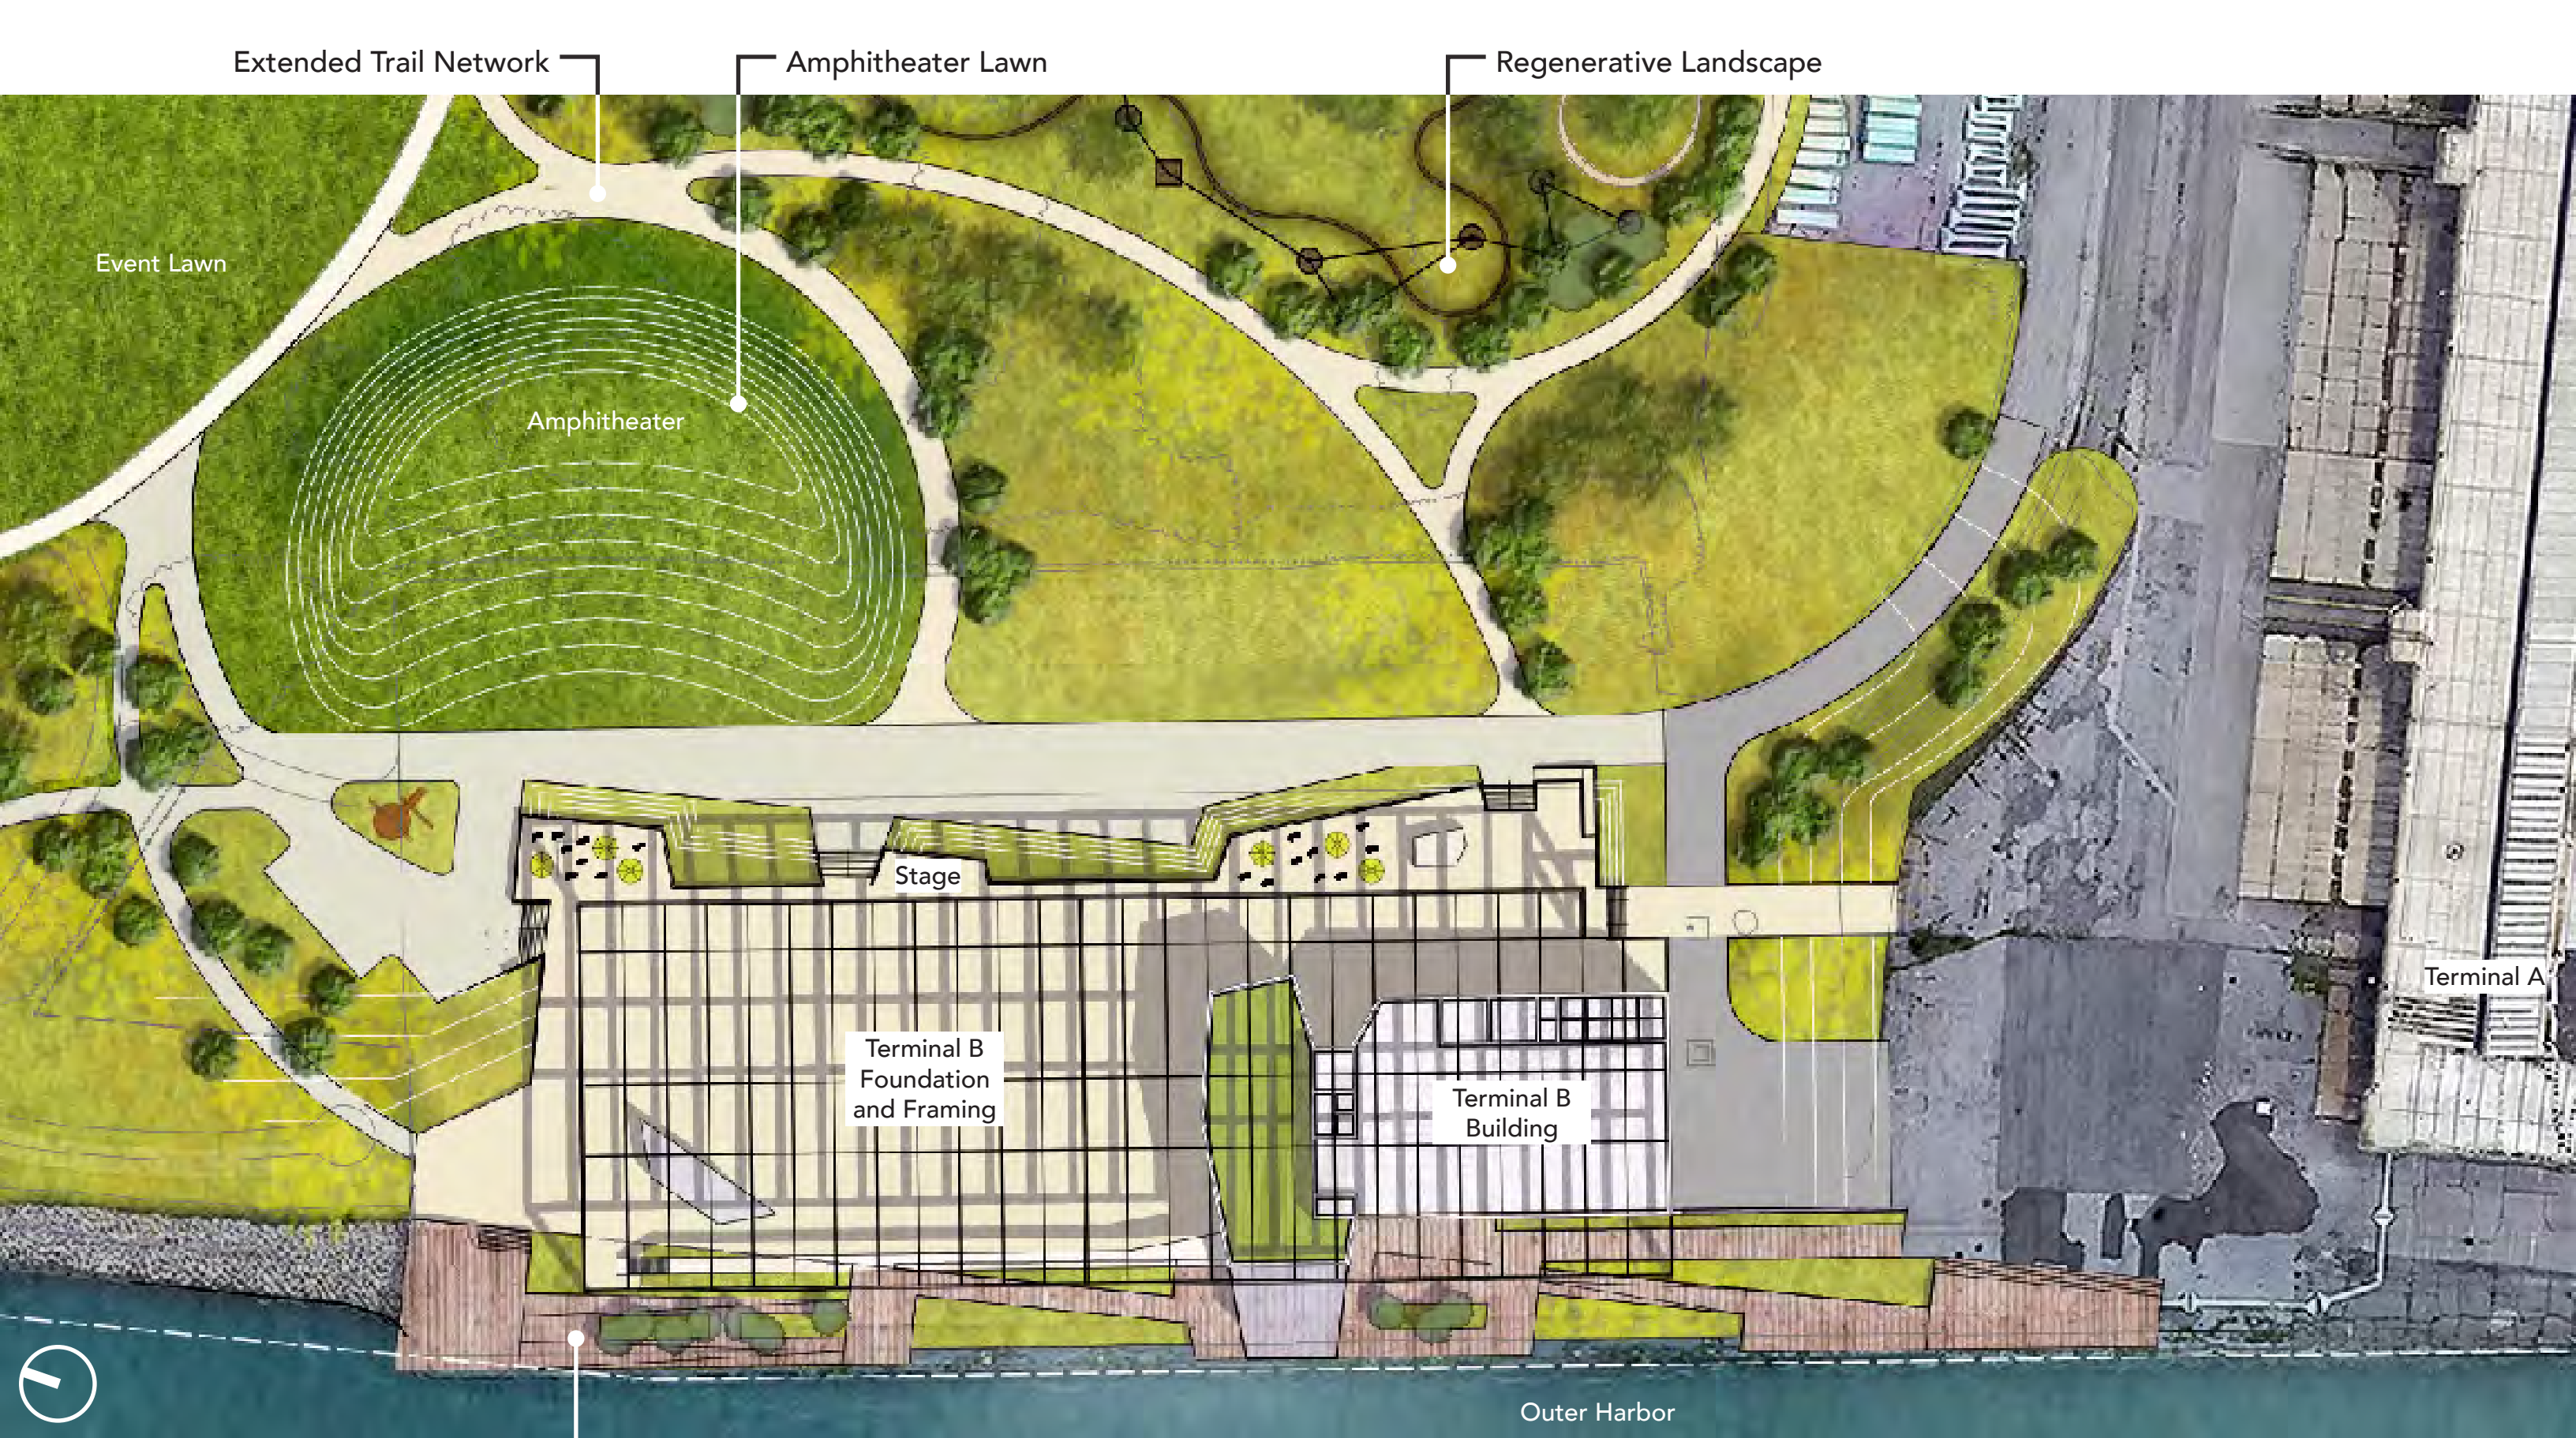 Extended Trail Network
Amphitheater Lawn
Regenerative Landscape
Event Lawn
Amphitheater
Stage
Terminal A
Terminal B
Foundation
and Framing
Terminal B
Building
Outer Harbor